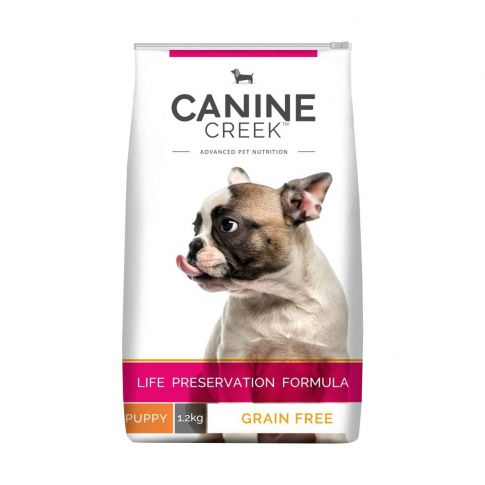 CANINE
CREEK™
ADVANCED PET NUTRITION
LIFE PRESERVATION FORMULA
PUPPY 1.2kg GRAIN FREE